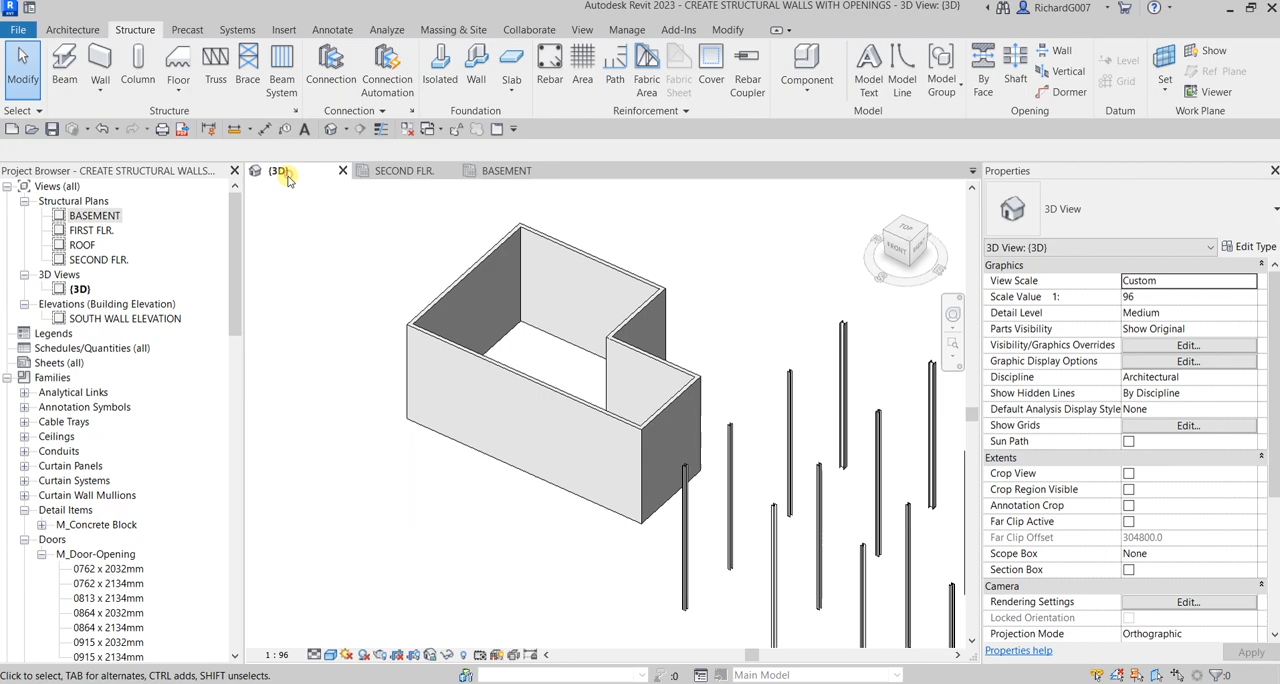 Autodesk Revit 2023 - CREATE STRUCTURAL WALLS WITH OPENINGS - 3D View: {3D}
RichardG007
File Architecture Structure Precast Systems Insert Annotate Analyze Massing & Site Collaborate View Manage Add-Ins Modify
Modify Beam Wall Column Floor Truss Brace Beam System Connection Connection Automation Isolated Wall Slab Rebar Area Path Fabric Area Fabric Sheet Cover Rebar Coupler Component Model Text Model Line Model Group By Face Shaft Wall Vertical Dormer Level Grid Set Show Ref Plane Viewer
Select Structure Connection Foundation Reinforcement Model Opening Datum Work Plane
Project Browser - CREATE STRUCTURAL WALLS...
{3D}
SECOND FLR.
BASEMENT
Properties
Views (all)
Structural Plans
BASEMENT
FIRST FLR.
ROOF
SECOND FLR.
3D Views
{3D}
Elevations (Building Elevation)
SOUTH WALL ELEVATION
Legends
Schedules/Quantities (all)
Sheets (all)
Families
Analytical Links
Annotation Symbols
Cable Trays
Ceilings
Conduits
Curtain Panels
Curtain Systems
Curtain Wall Mullions
Detail Items
M_Concrete Block
Doors
M_Door-Opening
0762 x 2032mm
0762 x 2134mm
0813 x 2134mm
0864 x 2032mm
0864 x 2134mm
0915 x 2032mm
0915 x 2134mm
TOP
FRONT
RIGHT
3D View
3D View: {3D} Edit Type
Graphics
View Scale Custom
Scale Value 1: 96
Detail Level Medium
Parts Visibility Show Original
Visibility/Graphics Overrides Edit...
Graphic Display Options Edit...
Discipline Architectural
Show Hidden Lines By Discipline
Default Analysis Display Style None
Show Grids Edit...
Sun Path
Extents
Crop View
Crop Region Visible
Annotation Crop
Far Clip Active
Far Clip Offset 304800.0
Scope Box None
Section Box
Camera
Rendering Settings Edit...
Locked Orientation
Projection Mode Orthographic
Properties help Apply
1 : 96
Click to select, TAB for alternates, CTRL adds, SHIFT unselects.
:0
Main Model
:0